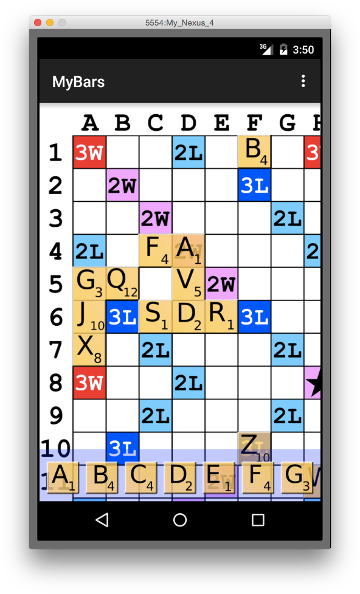 5554:My_Nexus_4
3G 3:50
MyBars
A B C D E F G
1 3W 2L B4 3
2 2W 3L
3 2W 2L
4 2L F4 A1 2
5 G3 Q12 V5 2W
6 J10 3L S1 D2 R1 3L
7 X8 2L 2L
8 3W 2L
9 2L 2L
10 3L Z10
11 A1 B4 C4 D2 E1 F4 G3